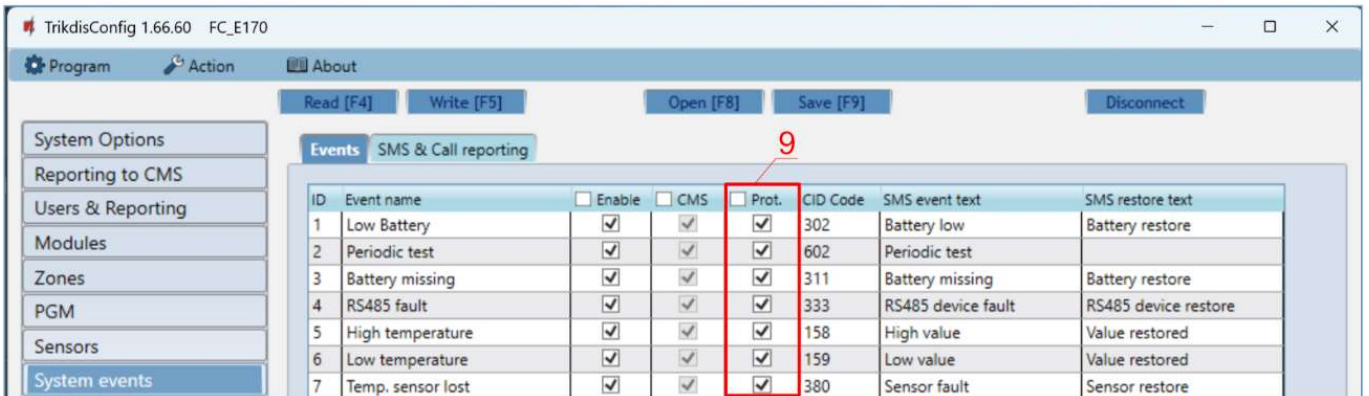 TrikdisConfig 1.66.60 FC_E170
Program Action About
Read [F4] Write [F5] Open [F8] Save [F9] Disconnect
System Options
Reporting to CMS
Users & Reporting
Modules
Zones
PGM
Sensors
System events
Events SMS & Call reporting
9
ID Event name Enable CMS Prot. CID Code SMS event text SMS restore text
1 Low Battery 302 Battery low Battery restore
2 Periodic test 602 Periodic test
3 Battery missing 311 Battery missing Battery restore
4 RS485 fault 333 RS485 device fault RS485 device restore
5 High temperature 158 High value Value restored
6 Low temperature 159 Low value Value restored
7 Temp. sensor lost 380 Sensor fault Sensor restore